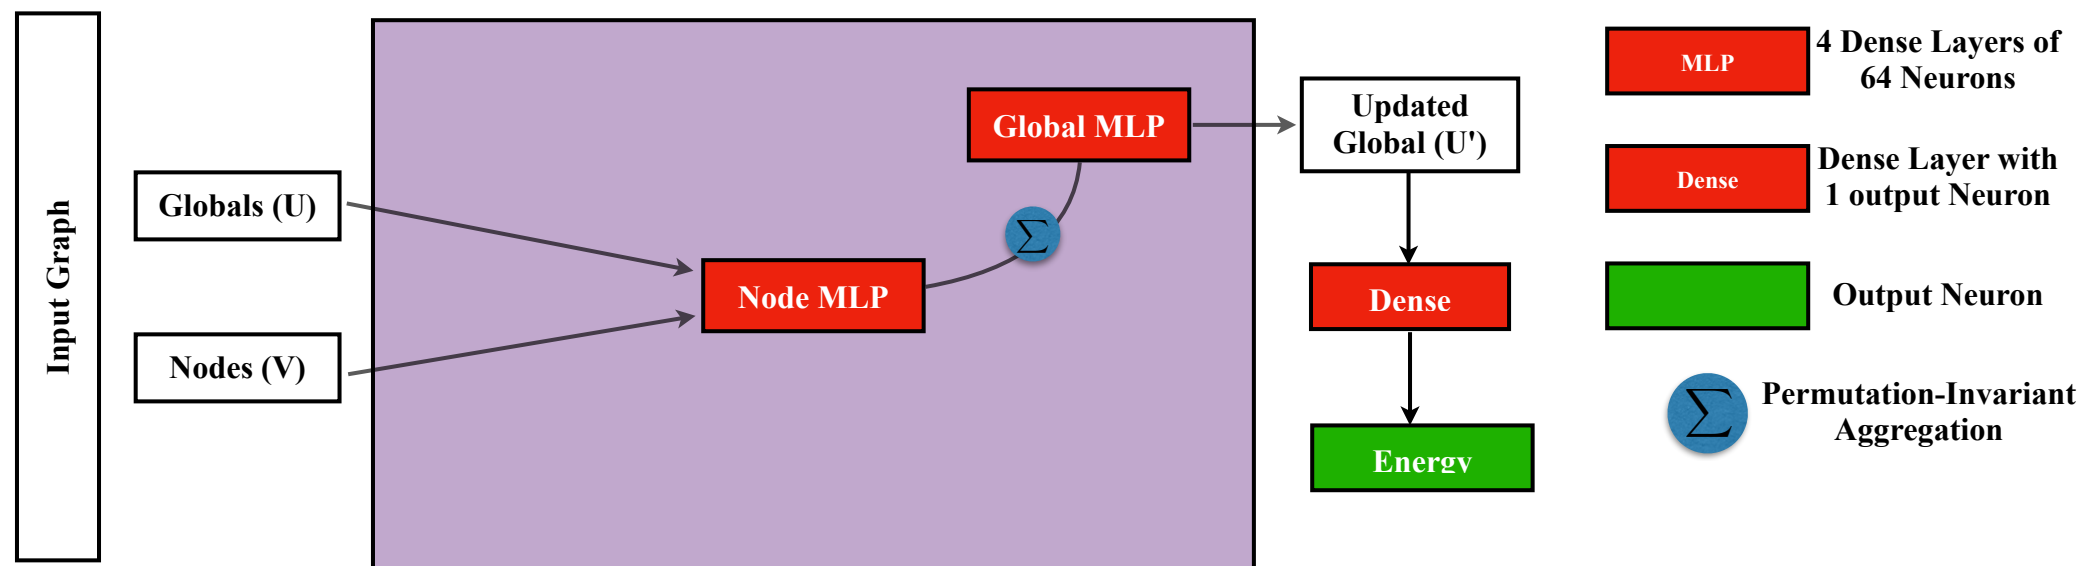 Input Graph
Globals (U)
Nodes (V)
Node MLP
∑
Global MLP
Updated
Global (U')
Dense
Energy
MLP
4 Dense Layers of
64 Neurons
Dense
Dense Layer with
1 output Neuron
Output Neuron
∑
Permutation-Invariant
Aggregation